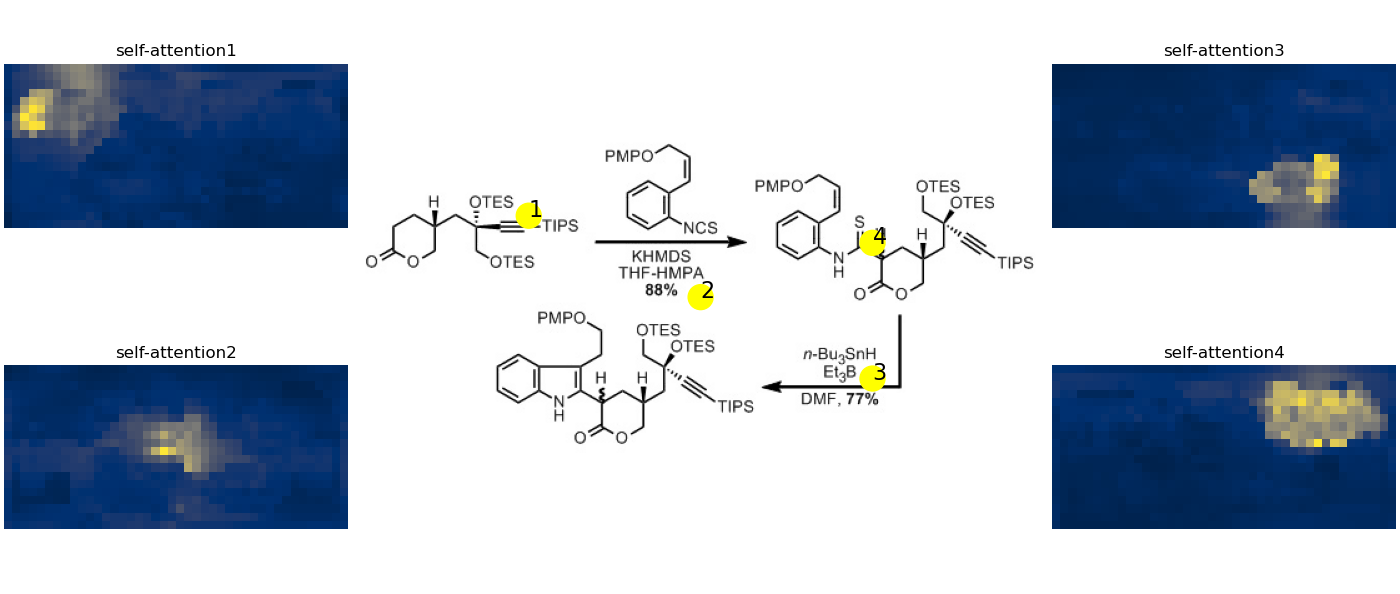 self-attention1
self-attention3
PMPO
NCS
H
OTES
1
TIPS
O
O
OTES
KHMDS
THF-HMPA
88%
2
PMPO
OTES
OTES
S
4
H
N
H
O
O
TIPS
self-attention2
self-attention4
PMPO
OTES
OTES
H
H
N
H
O
O
TIPS
n-Bu3SnH
Et3B
3
DMF, 77%